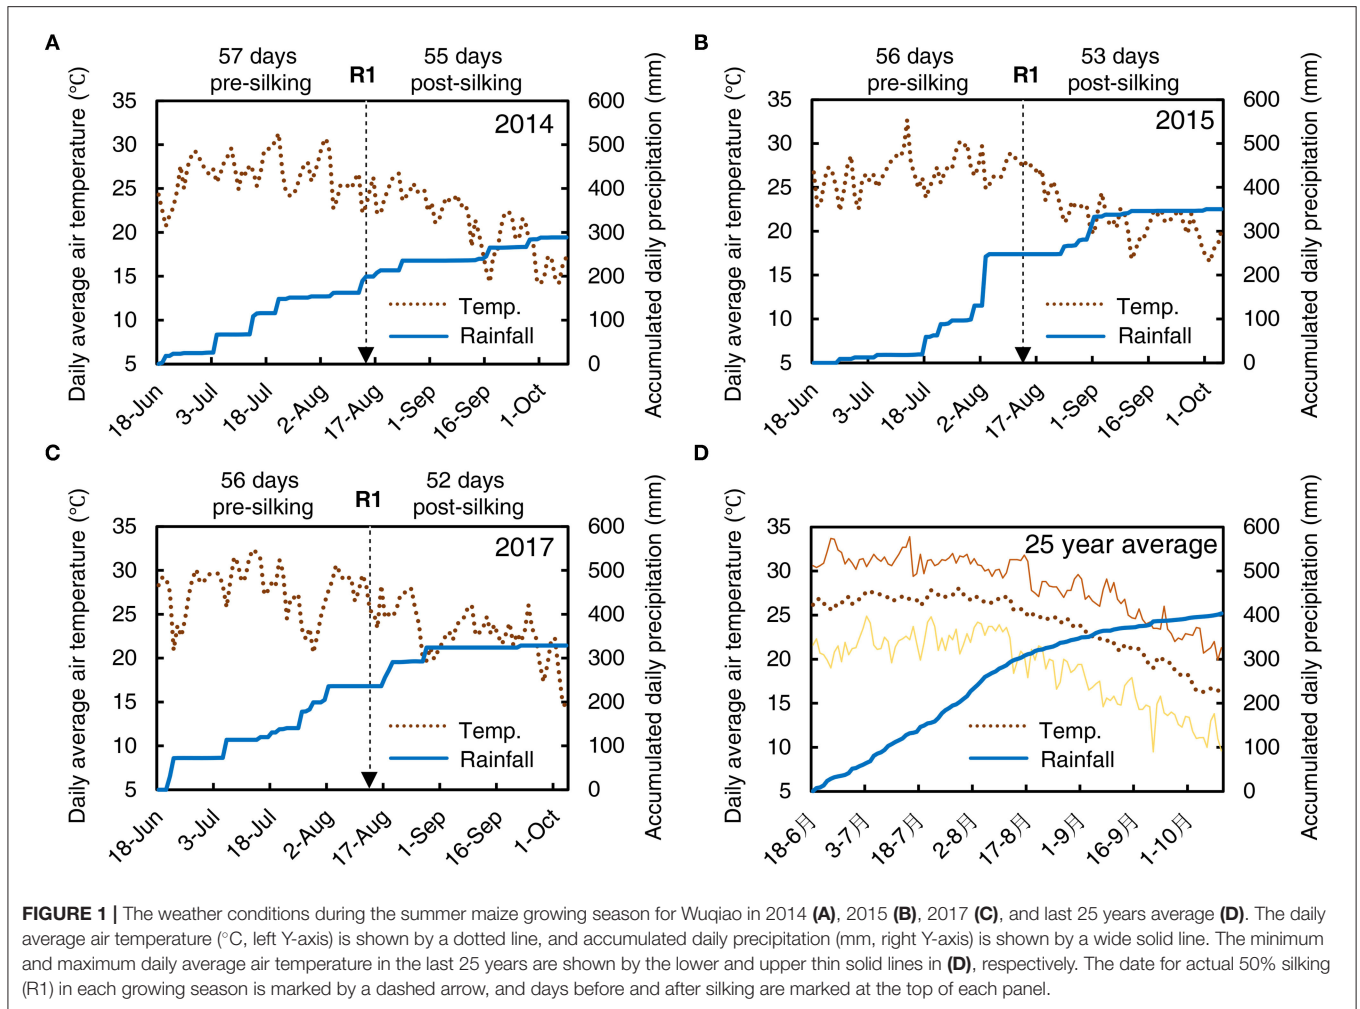 A
57 days
pre-silking
R1
55 days
post-silking
Daily average air temperature (°C)
35
30
25
20
15
10
5
2014
Temp.
Rainfall
600
500
400
300
200
100
0
Accumulated daily precipitation (mm)
18-Jun
3-Jul
18-Jul
2-Aug
17-Aug
1-Sep
16-Sep
1-Oct
B
56 days
pre-silking
R1
53 days
post-silking
Daily average air temperature (°C)
35
30
25
20
15
10
5
2015
Temp.
Rainfall
600
500
400
300
200
100
0
Accumulated daily precipitation (mm)
18-Jun
3-Jul
18-Jul
2-Aug
17-Aug
1-Sep
16-Sep
1-Oct
C
56 days
pre-silking
R1
52 days
post-silking
Daily average air temperature (°C)
35
30
25
20
15
10
5
2017
Temp.
Rainfall
600
500
400
300
200
100
0
Accumulated daily precipitation (mm)
18-Jun
3-Jul
18-Jul
2-Aug
17-Aug
1-Sep
16-Sep
1-Oct
D
Daily average air temperature (°C)
35
30
25
20
15
10
5
25 year average
Temp.
Rainfall
600
500
400
300
200
100
0
Accumulated daily precipitation (mm)
18-6月
3-7月
18-7月
2-8月
17-8月
1-9月
16-9月
1-10月
FIGURE 1 | The weather conditions during the summer maize growing season for Wuqiao in 2014 (A), 2015 (B), 2017 (C), and last 25 years average (D). The daily
average air temperature (°C, left Y-axis) is shown by a dotted line, and accumulated daily precipitation (mm, right Y-axis) is shown by a wide solid line. The minimum
and maximum daily average air temperature in the last 25 years are shown by the lower and upper thin solid lines in (D), respectively. The date for actual 50% silking
(R1) in each growing season is marked by a dashed arrow, and days before and after silking are marked at the top of each panel.